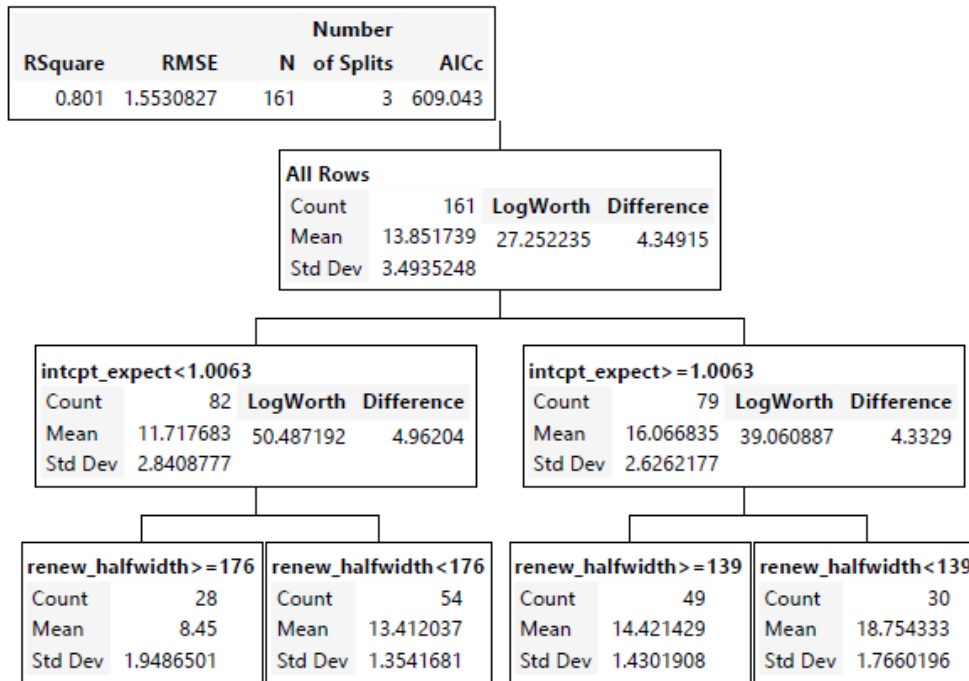 Number
RSquare RMSE N of Splits AICc
0.801 1.5530827 161 3 609.043
All Rows
Count 161 LogWorth Difference
Mean 13.851739 27.252235 4.34915
Std Dev 3.4935248
intcpt_expect<1.0063
Count 82 LogWorth Difference
Mean 11.717683 50.487192 4.96204
Std Dev 2.8408777
intcpt_expect>=1.0063
Count 79 LogWorth Difference
Mean 16.066835 39.060887 4.3329
Std Dev 2.6262177
renew_halfwidth>=176
Count 28
Mean 8.45
Std Dev 1.9486501
renew_halfwidth<176
Count 54
Mean 13.412037
Std Dev 1.3541681
renew_halfwidth>=139
Count 49
Mean 14.421429
Std Dev 1.4301908
renew_halfwidth<139
Count 30
Mean 18.754333
Std Dev 1.7660196